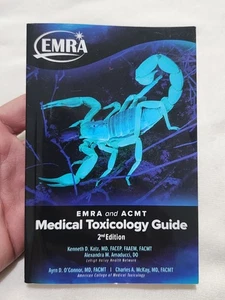 EMRA
EMRA and ACMT
Medical Toxicology Guide
2nd Edition
Kenneth D. Katz, MD, FACEP, FAAEM, FACMT
Alexandra M. Amaducci, DO
Lehigh Valley Health Network
Ayrn D. O'Connor, MD, FACMT | Charles A. McKay, MD, FACMT
American College of Medical Toxicology